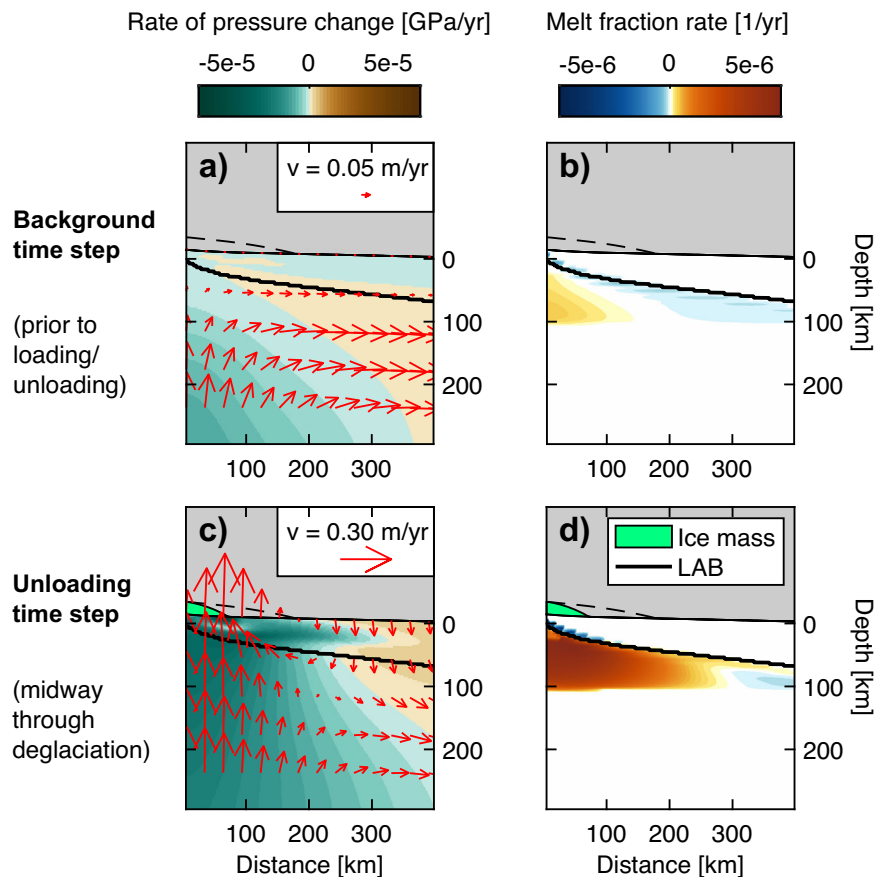 Rate of pressure change [GPa/yr] Melt fraction rate [1/yr]
-5e-5 0 5e-5 -5e-6 0 5e-6
a) v = 0.05 m/yr b)
Background
time step
(prior to
loading/
unloading)
0
100
200
Depth [km]
0
100
200
100 200 300
100 200 300
c) v = 0.30 m/yr d) Ice mass
LAB
Unloading
time step
(midway
through
deglaciation)
0
100
200
Depth [km]
0
100
200
100 200 300
100 200 300
Distance [km] Distance [km]